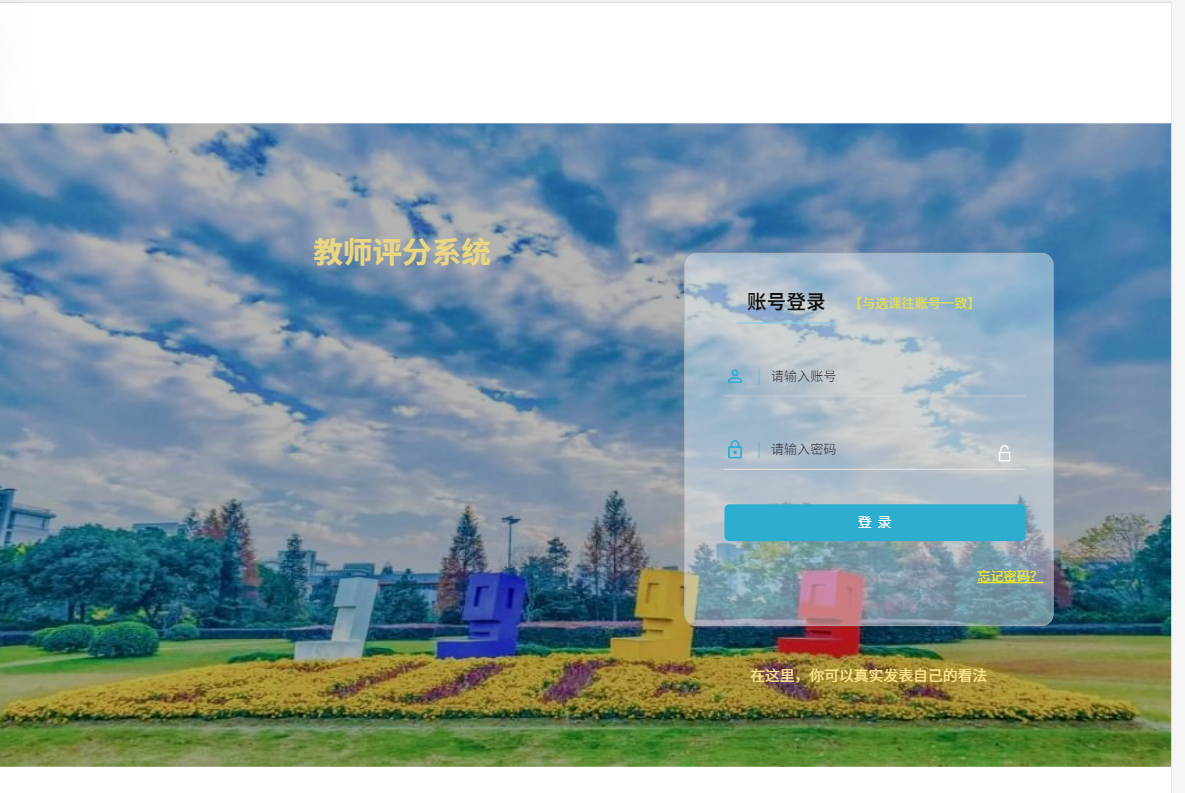 教师评分系统
账号登录 【与选课往账号一致】
请输入账号
请输入密码
登 录
忘记密码？
在这里，你可以真实发表自己的看法